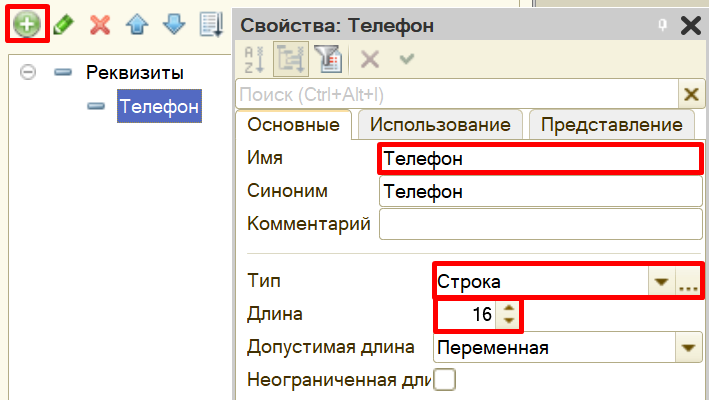 Свойства: Телефон
Поиск (Ctrl+Alt+I)
Реквизиты
Телефон
Основные
Использование
Представление
Имя
Телефон
Синоним
Телефон
Комментарий
Тип
Строка
...
Длина
16
Допустимая длина
Переменная
Неограниченная дли